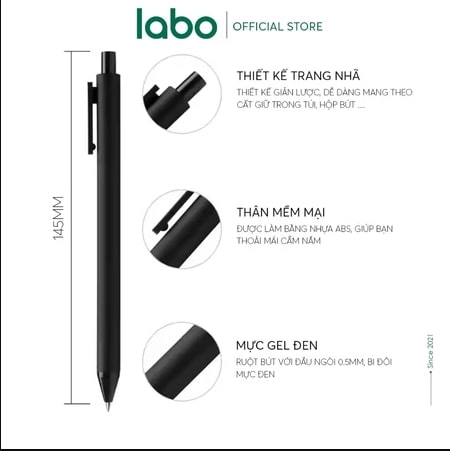 labo OFFICIAL STORE
THIẾT KẾ TRANG NHÃ
THIẾT KẾ GIẢN LƯỢC, DỄ DÀNG MANG THEO
CẤT GIỮ TRONG TÚI, HỘP BÚT ....
145MM
THÂN MỀM MẠI
ĐƯỢC LÀM BẰNG NHỰA ABS, GIÚP BẠN
THOẢI MÁI CẦM NẮM
MỰC GEL ĐEN
RUỘT BÚT VỚI ĐẦU NGÒI 0.5MM, BI ĐÔI
MỰC ĐEN
Since 2021